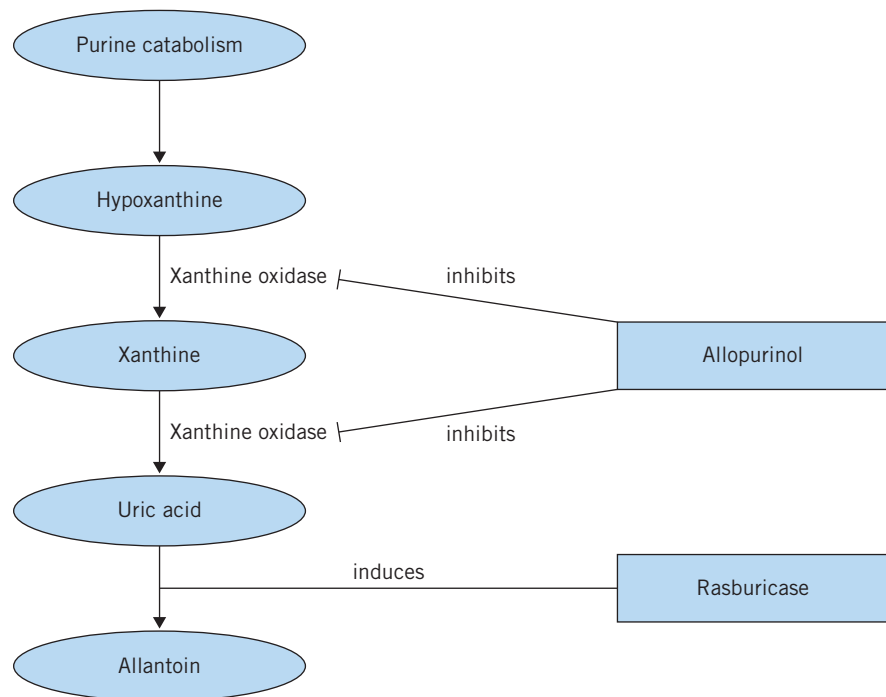 Purine catabolism
Hypoxanthine
Xanthine oxidase
inhibits
Xanthine
Allopurinol
Xanthine oxidase
inhibits
Uric acid
induces
Rasburicase
Allantoin